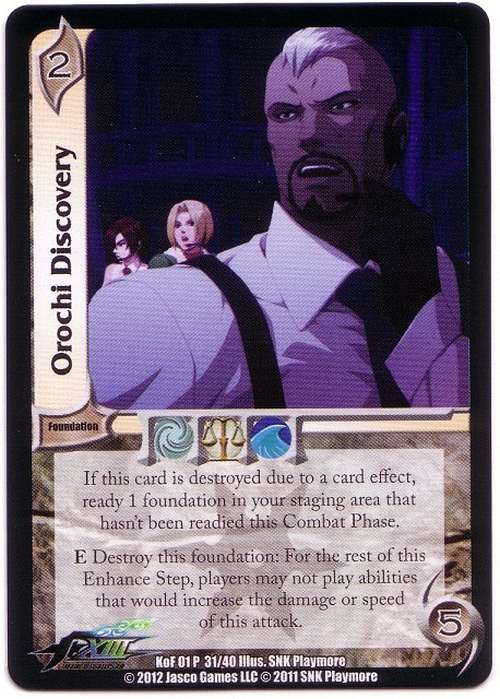 2
Orochi Discovery
Foundation
If this card is destroyed due to a card effect,
ready 1 foundation in your staging area that
hasn't been readied this Combat Phase.
E Destroy this foundation: For the rest of this
Enhance Step, players may not play abilities
that would increase the damage or speed
of this attack.
5
XIII
KoF 01 P 31/40 Illus. SNK Playmore
© 2012 Jasco Games LLC © 2011 SNK Playmore